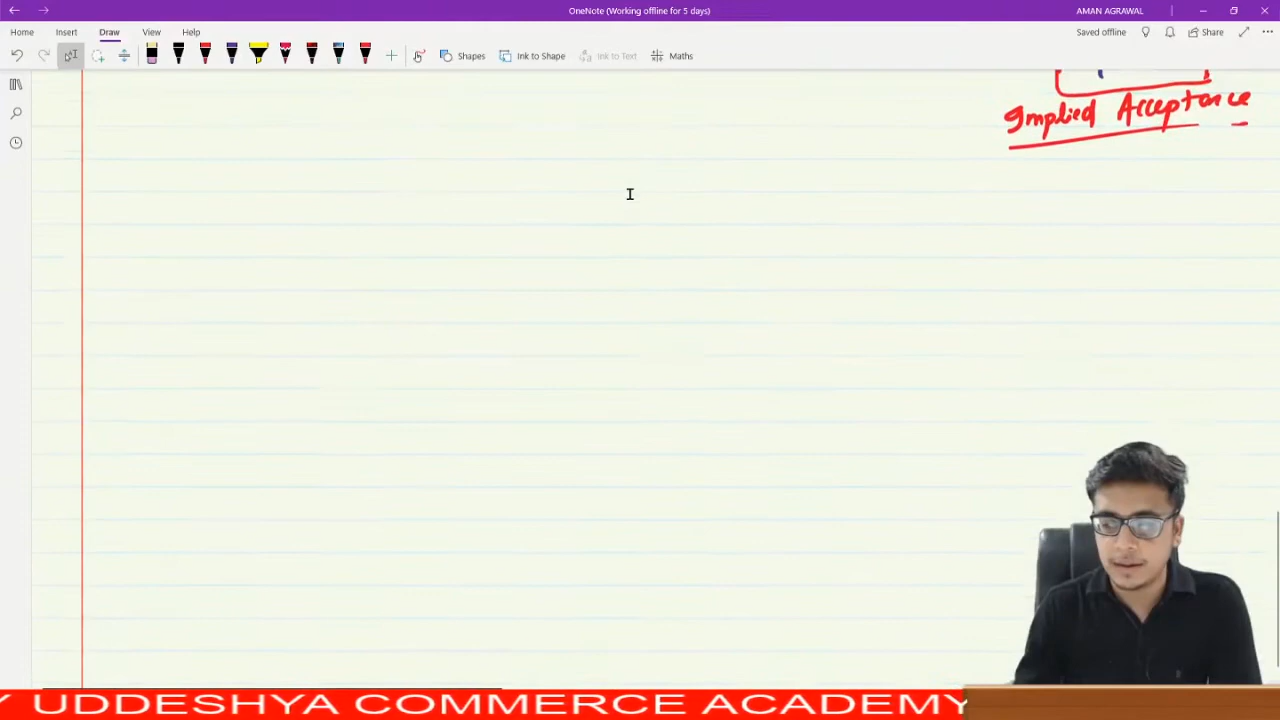 OneNote (Working offline for 5 days)
AMAN AGRAWAL
Home Insert Draw View Help
Saved offline
Share
Shapes
Ink to Shape
Ink to Text
Maths
Implied Acceptance
UDDESHYA COMMERCE ACADEMY